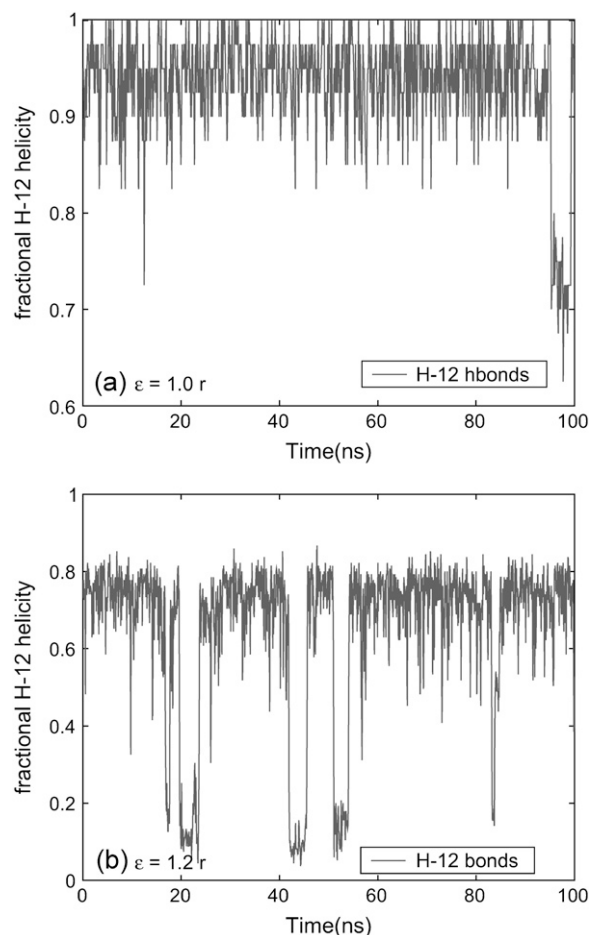 1
0.9
0.8
0.7
0.6
fractional H-12 helicity
(a) ε = 1.0 r
H-12 hbonds
0 20 40 60 80 100
Time(ns)
1
0.8
0.6
0.4
0.2
0
fractional H-12 helicity
(b) ε = 1.2 r
H-12 bonds
0 20 40 60 80 100
Time(ns)